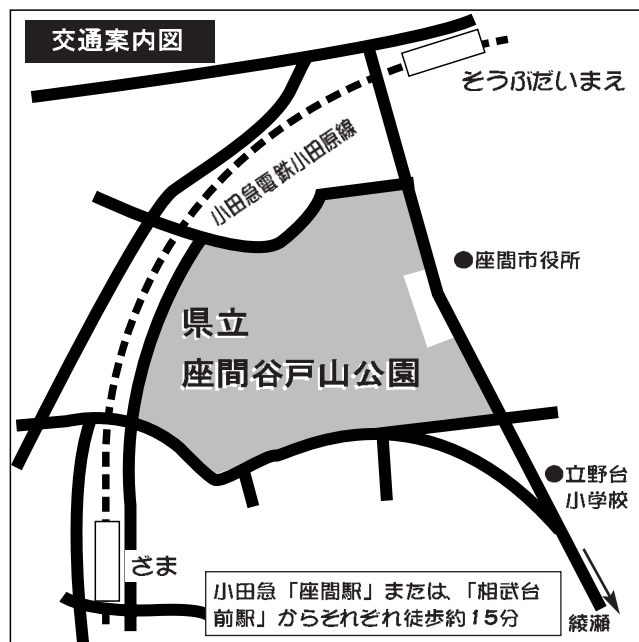 交通案内図
そうぶだいまえ
小田急電鉄小田原線
座間市役所
県立
座間谷戸山公園
立野台
小学校
ざま
小田急「座間駅」または、「相武台
前駅」からそれぞれ徒歩約15分
綾瀬